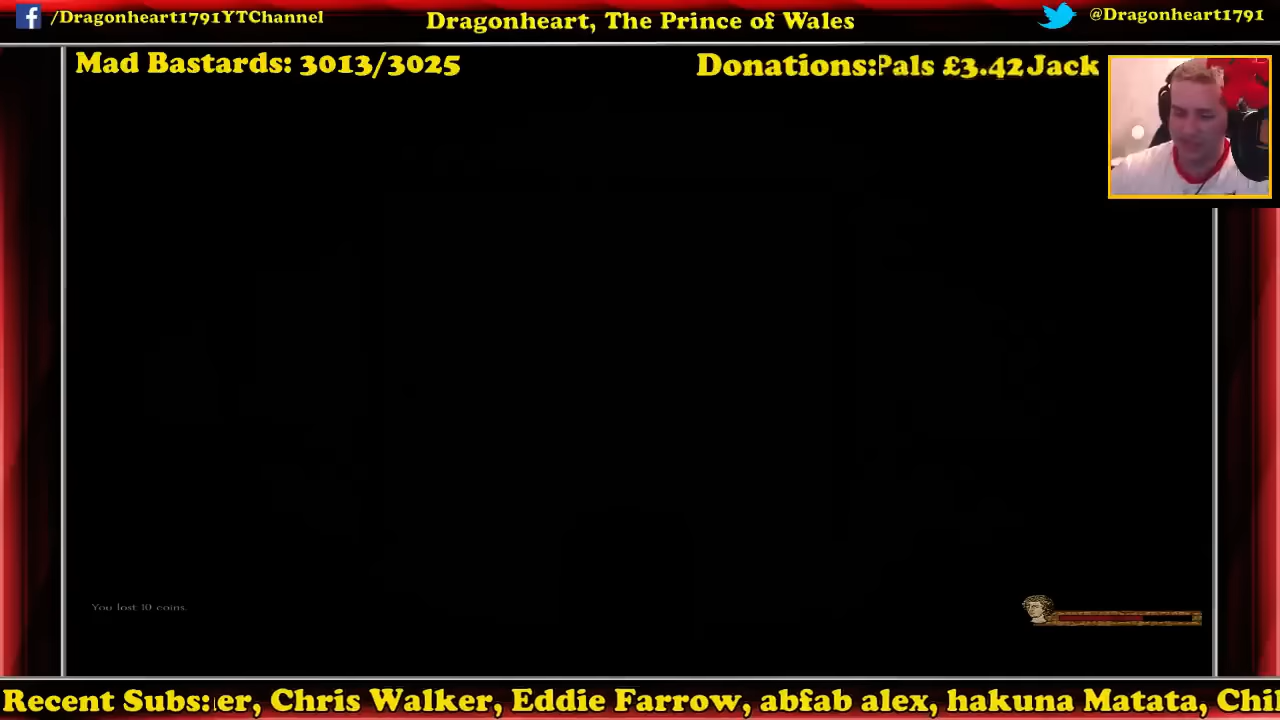 /Dragonheart1791YTChannel
Dragonheart, The Prince of Wales
@Dragonheart1791
Mad Bastards: 3013/3025
Donations:Pals £3.42 Jack
You lost 10 coins.
Recent Subs: er, Chris Walker, Eddie Farrow, abfab alex, hakuna Matata, Chil